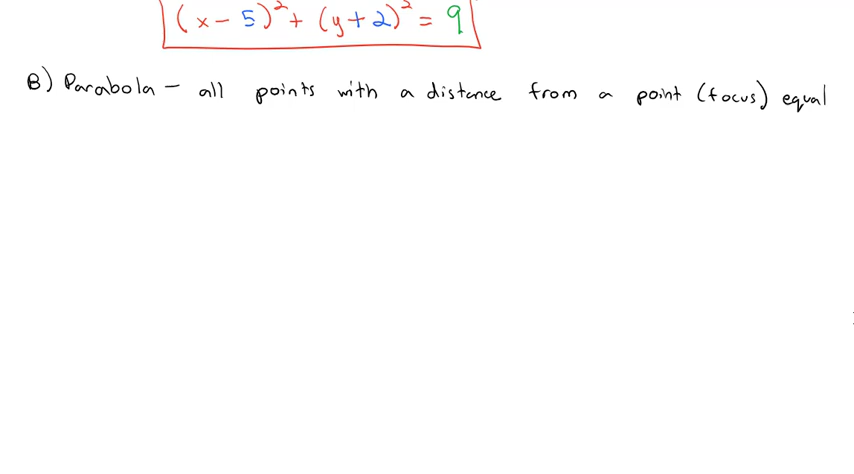 (x - 5)² + (y + 2)² = 9
B) Parabola - all points with a distance from a point (focus) equal